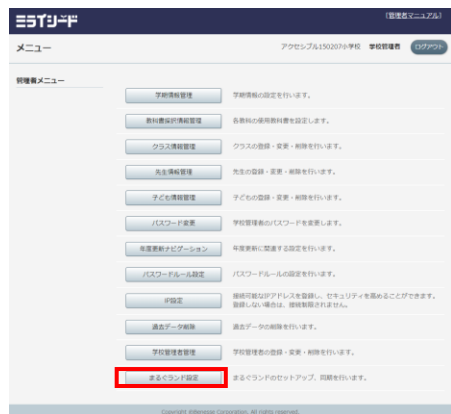 ミライシード
(管理者マニュアル)
メニュー
アクセシブル150207小学校 学校管理者 ログアウト
管理者メニュー
学期情報管理 学期情報の設定を行います。
教科書採択情報管理 各教科の使用教科書を設定します。
クラス情報管理 クラスの登録・変更・削除を行います。
先生情報管理 先生の登録・変更・削除を行います。
子ども情報管理 子どもの登録・変更・削除を行います。
パスワード変更 学校管理者のパスワードを変更します。
年度更新ナビゲーション 年度更新に関連する設定を行います。
パスワードルール設定 パスワードルールの設定を行います。
IP設定 接続可能なIPアドレスを登録し、セキュリティを高めることができます。
登録しない場合は、接続制限されません。
過去データ削除 過去データの削除を行います。
学校管理者管理 学校管理者の登録・変更・削除を行います。
まるぐランド設定 まるぐランドのセットアップ、同期を行います。
Copyright ©Benesse Corporation. All rights reserved.